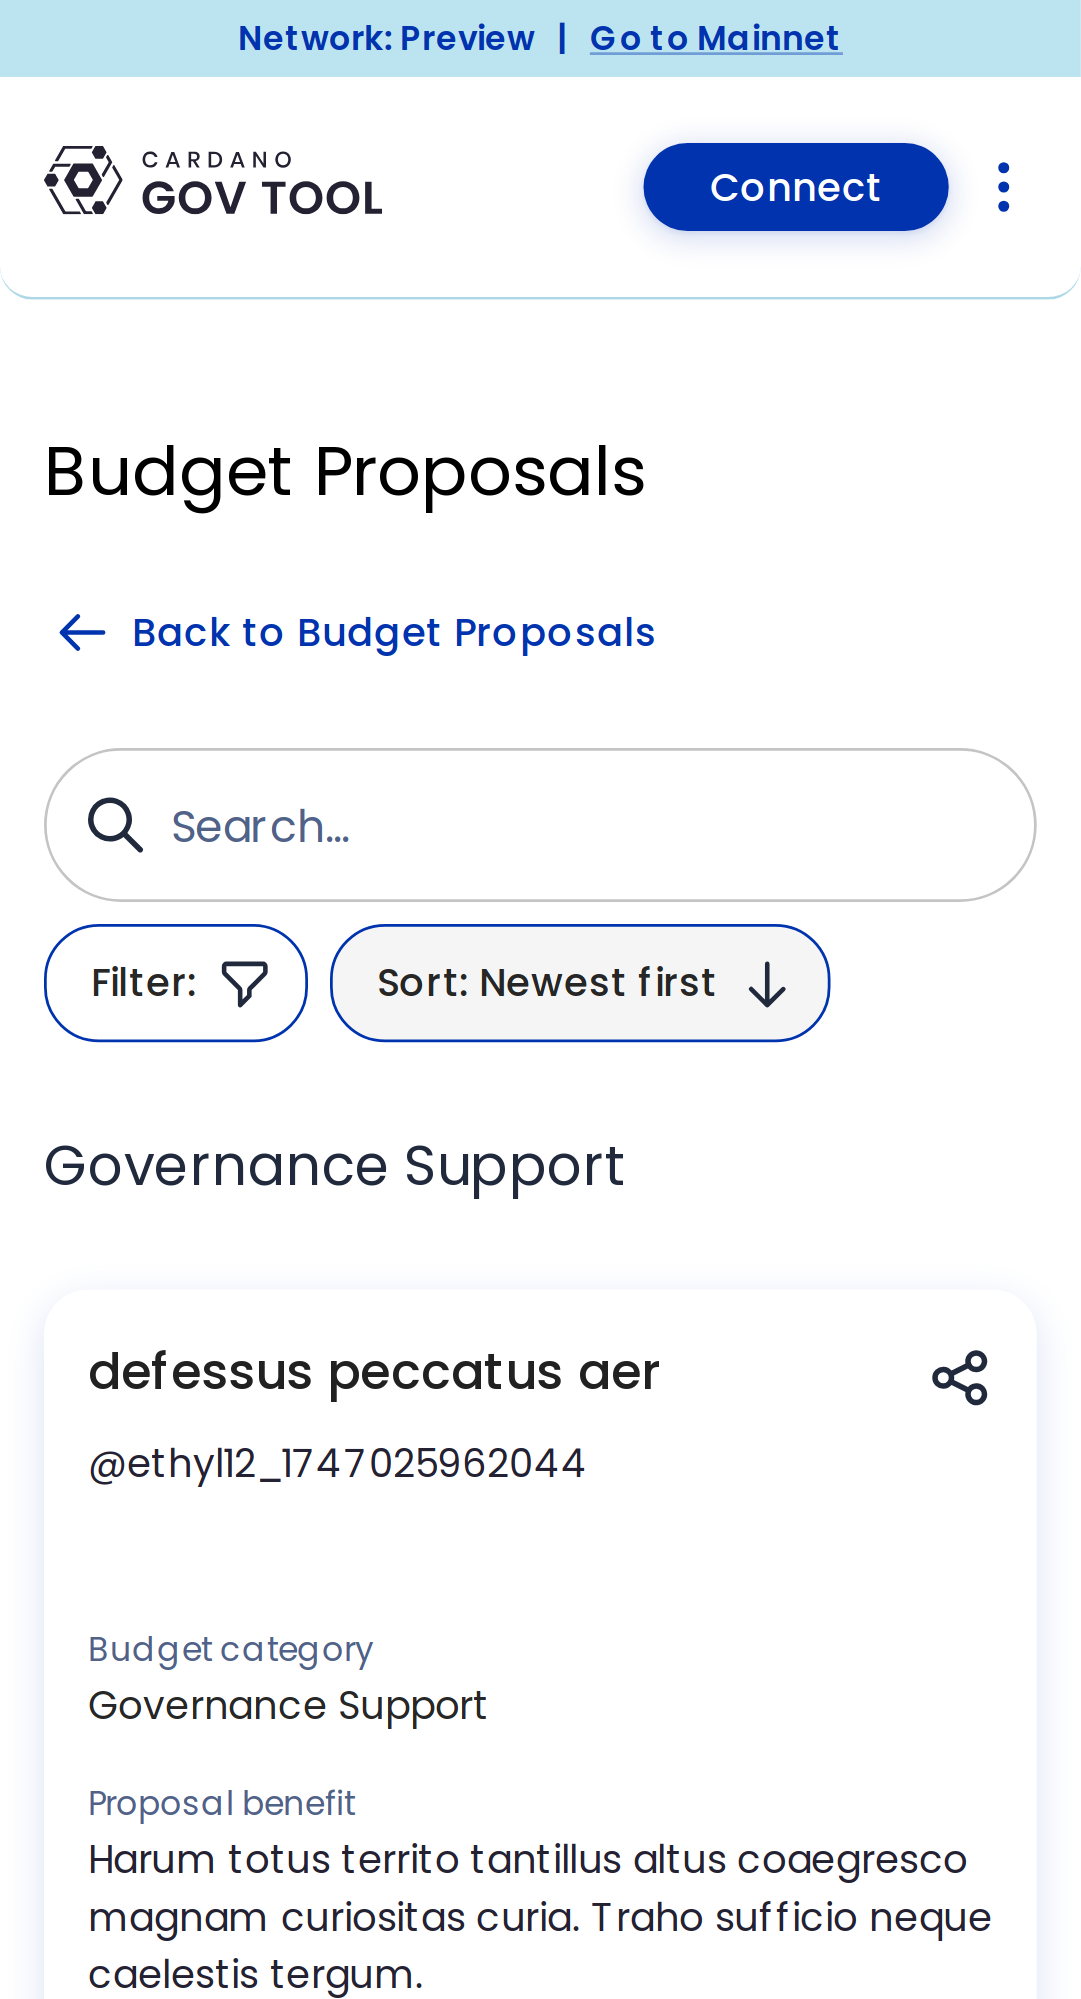 Network: Preview | Go to Mainnet
CARDANO
GOV TOOL
Connect
Budget Proposals
Back to Budget Proposals
Search...
Filter:
Sort: Newest first
Governance Support
defessus peccatus aer
@ethyl12_1747025962044
Budget category
Governance Support
Proposal benefit
Harum totus territo tantillus altus coaegresco
magnam curiositas curia. Traho sufficio neque
caelestis tergum.